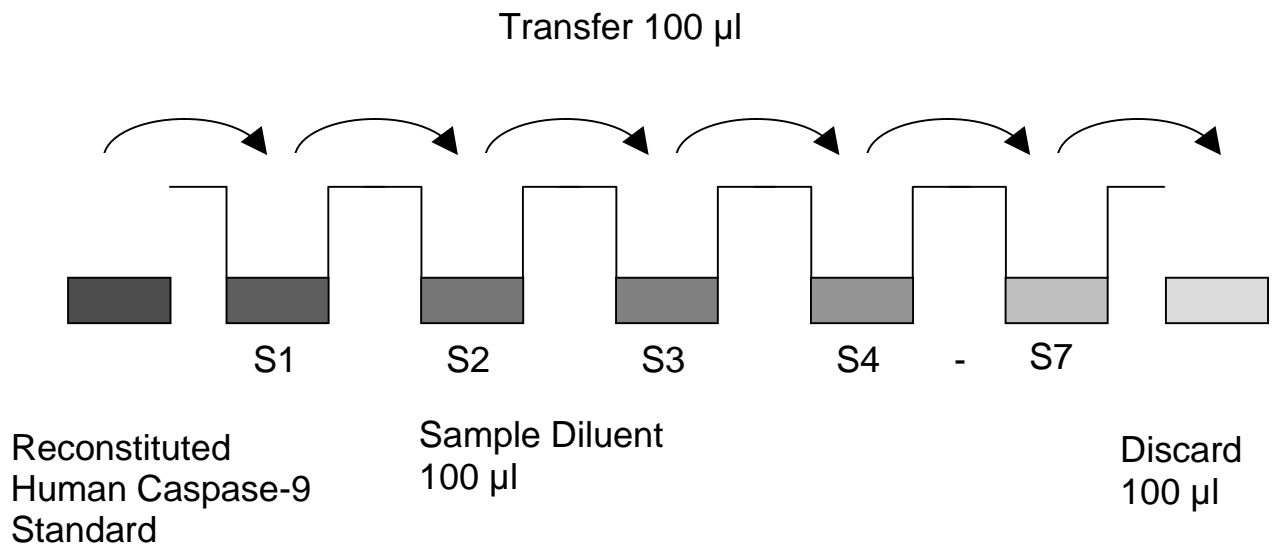 Transfer 100 µl
S1 S2 S3 S4 - S7
Reconstituted
Human Caspase-9
Standard
Sample Diluent
100 µl
Discard
100 µl